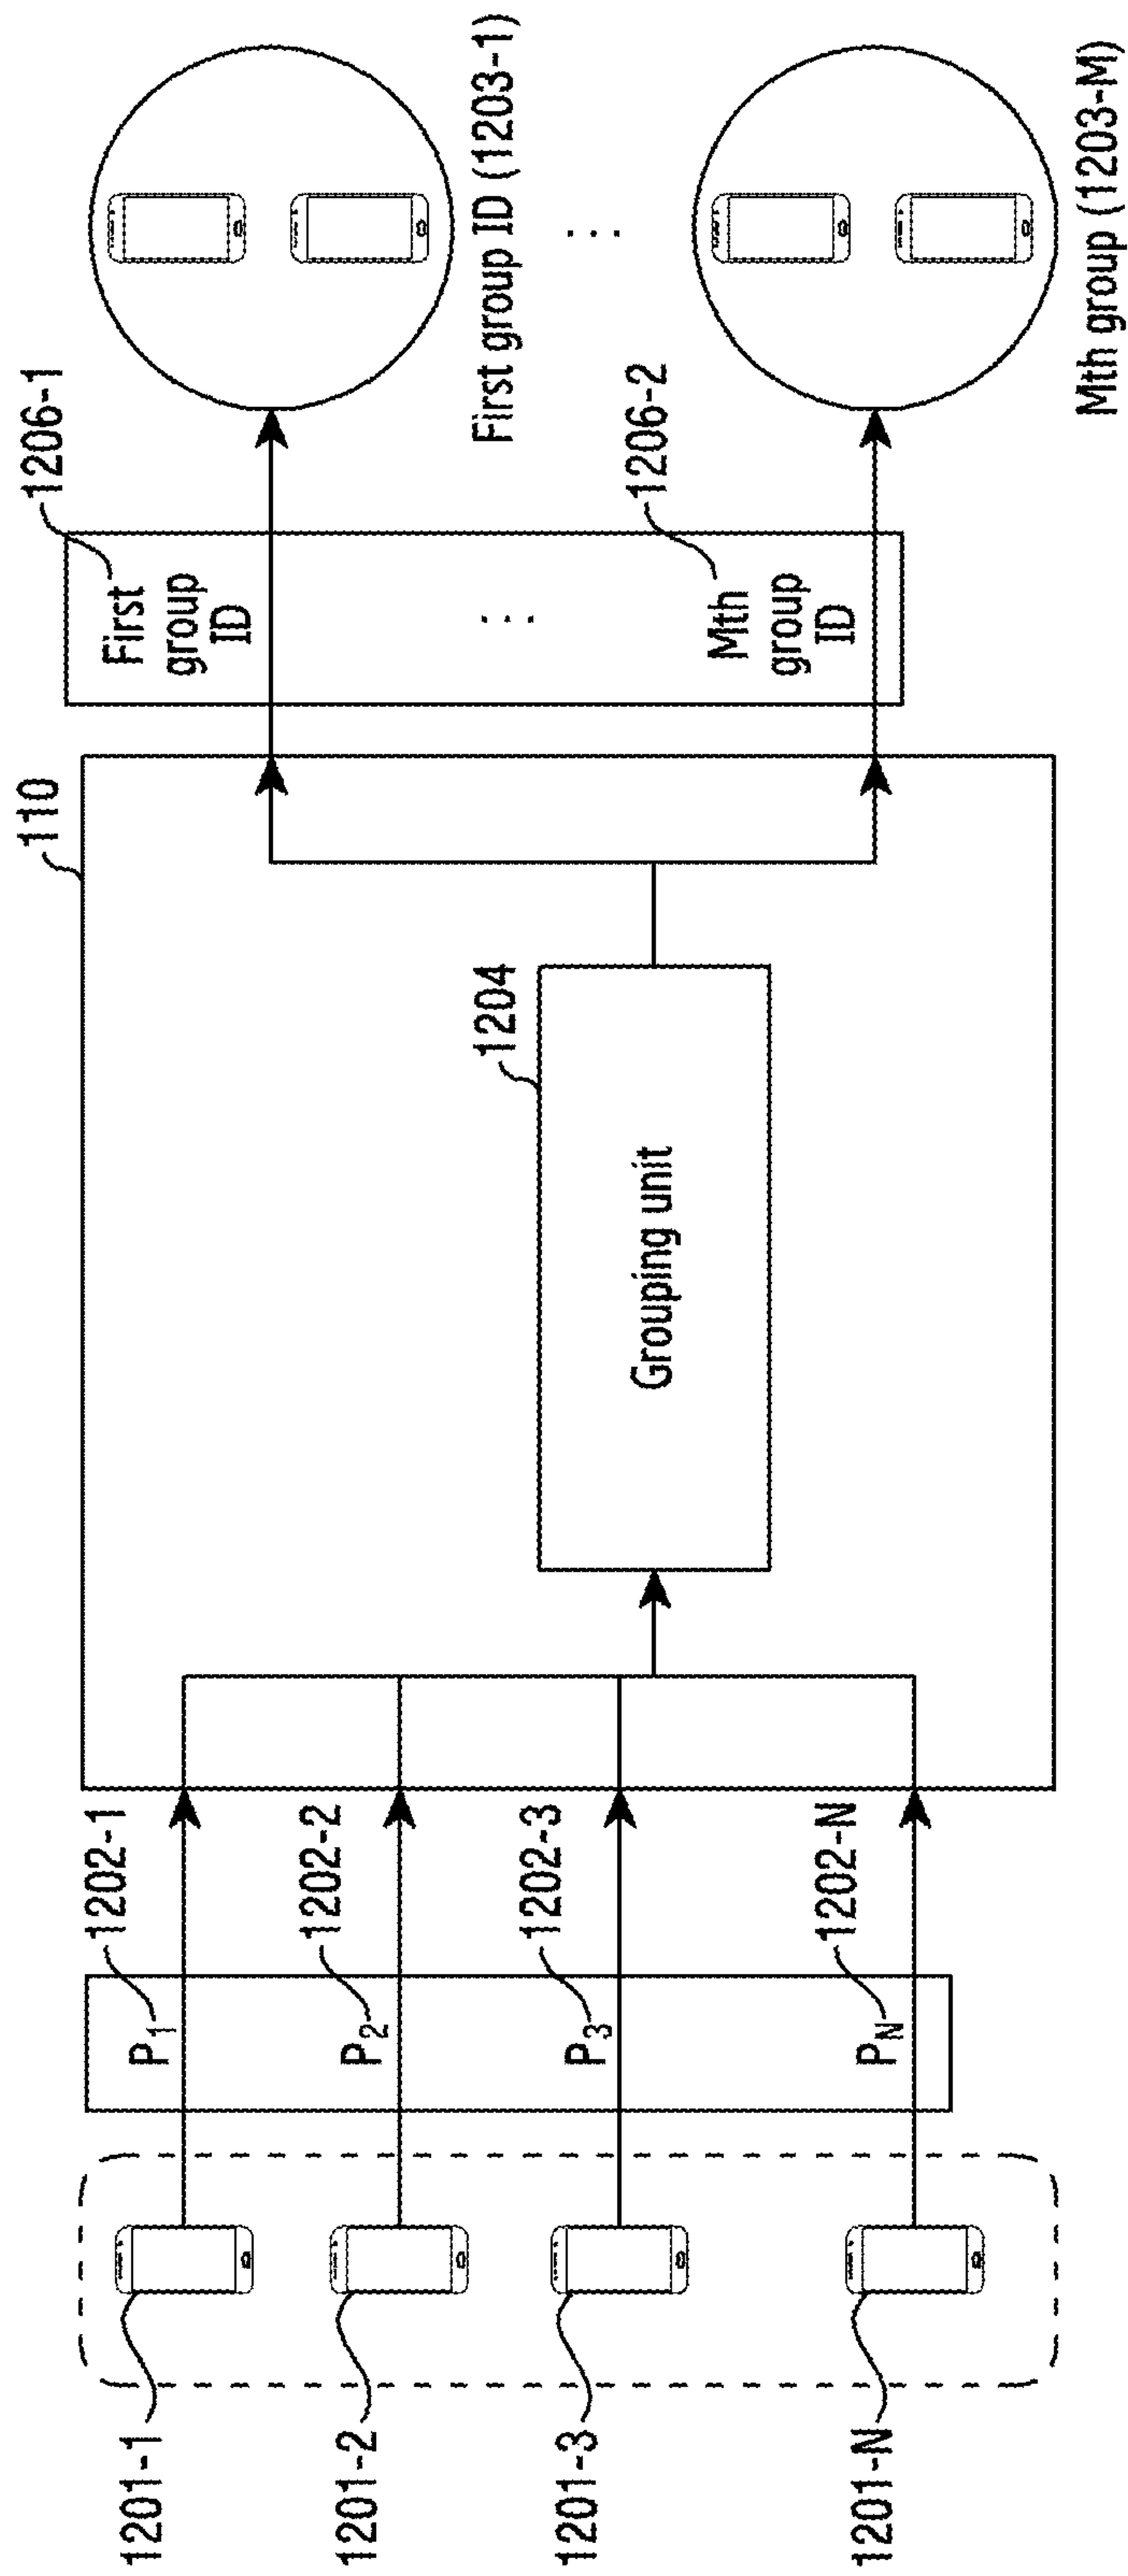 1201-1
1201-2
1201-3
1201-N
P1
P2
P3
PN
1202-1
1202-2
1202-3
1202-N
110
1204
Grouping unit
1206-1
First
group
ID
...
1206-2
Mth
group
ID
First group ID (1203-1)
...
Mth group (1203-M)